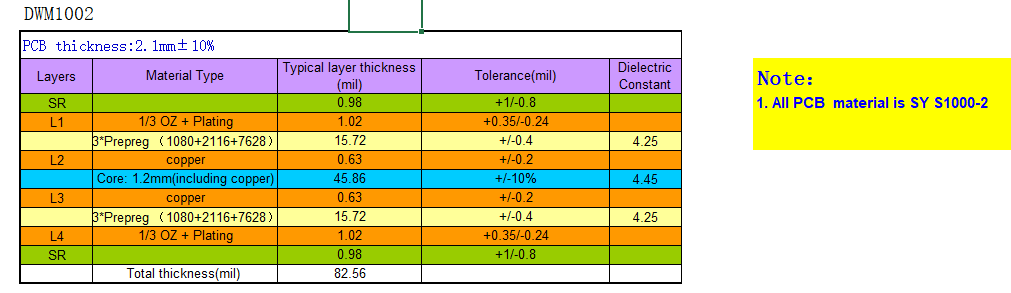 DWM1002
PCB thickness:2.1mm±10%
Layers Material Type Typical layer thickness (mil) Tolerance(mil) Dielectric Constant
SR 0.98 +1/-0.8
L1 1/3 OZ + Plating 1.02 +0.35/-0.24
3*Prepreg （1080+2116+7628） 15.72 +/-0.4 4.25
L2 copper 0.63 +/-0.2
Core: 1.2mm(including copper) 45.86 +/-10% 4.45
L3 copper 0.63 +/-0.2
3*Prepreg （1080+2116+7628） 15.72 +/-0.4 4.25
L4 1/3 OZ + Plating 1.02 +0.35/-0.24
SR 0.98 +1/-0.8
Total thickness(mil) 82.56
Note:
1. All PCB material is SY S1000-2